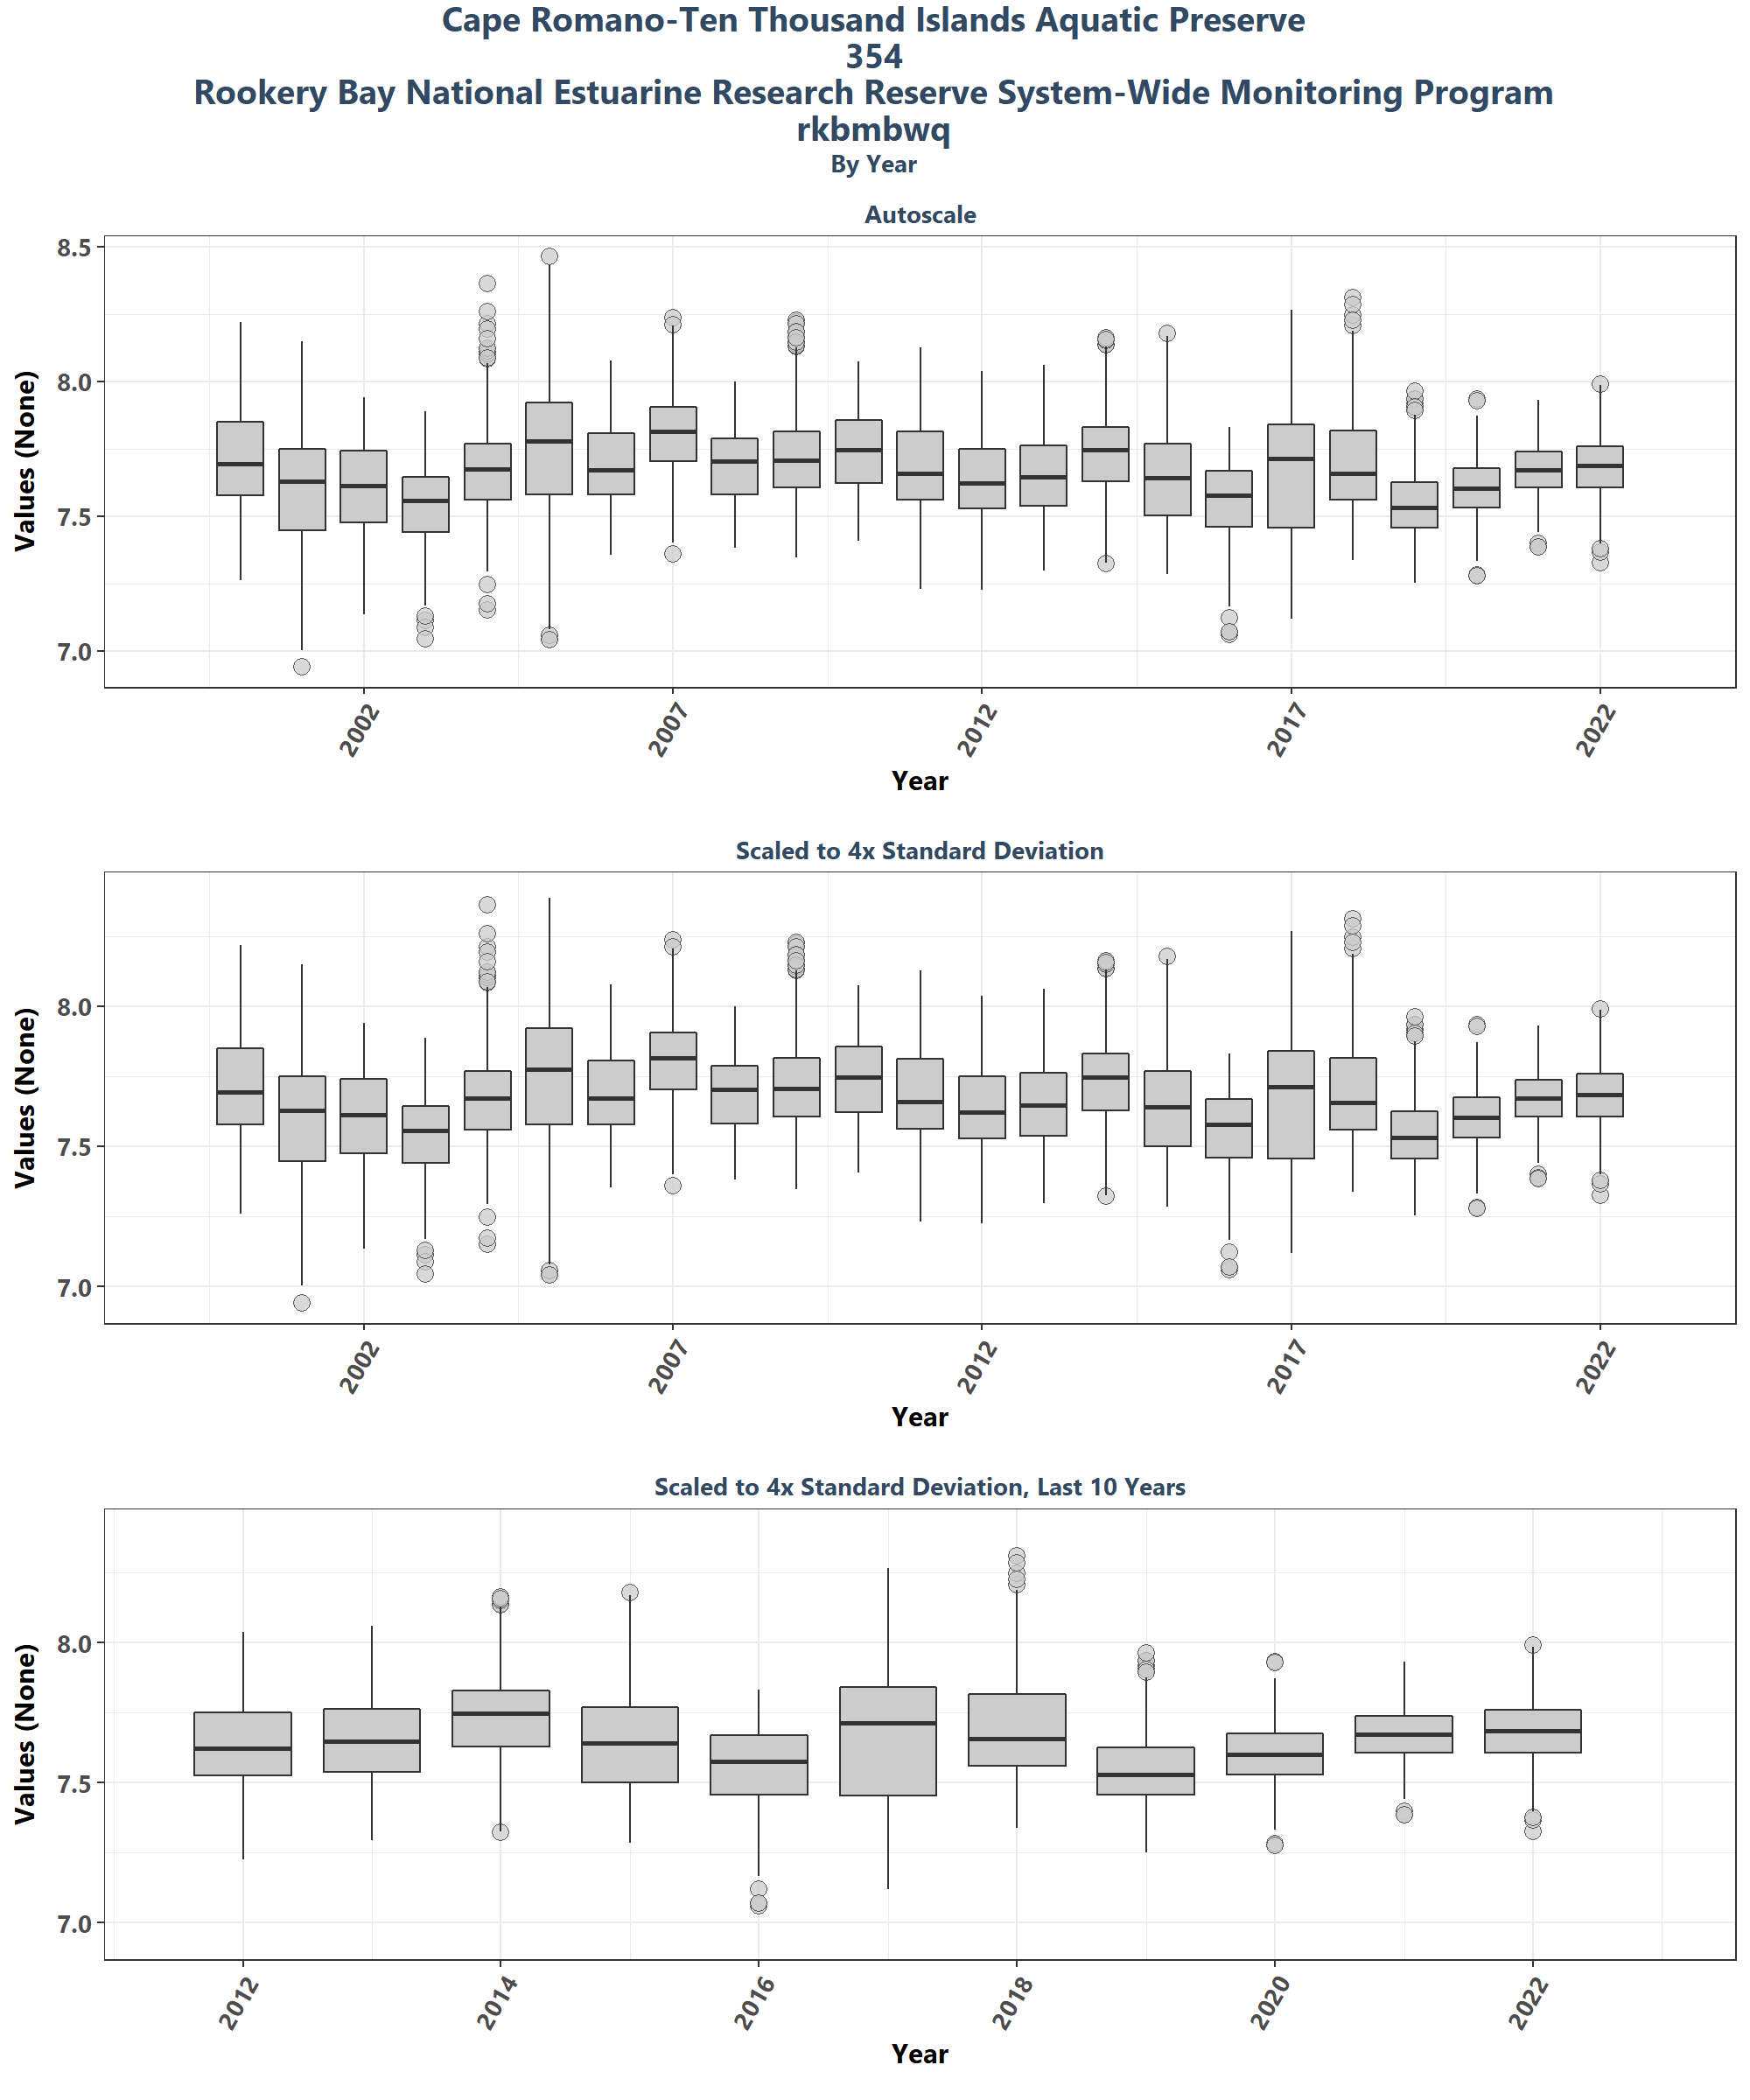 Cape Romano-Ten Thousand Islands Aquatic Preserve
354
Rookery Bay National Estuarine Research Reserve System-Wide Monitoring Program
rkbmbwq
By Year
Autoscale
Values (None)
8.5
8.0
7.5
7.0
2002 2007 2012 2017 2022
Year
Scaled to 4x Standard Deviation
Values (None)
8.0
7.5
7.0
2002 2007 2012 2017 2022
Year
Scaled to 4x Standard Deviation, Last 10 Years
Values (None)
8.0
7.5
7.0
2012 2014 2016 2018 2020 2022
Year